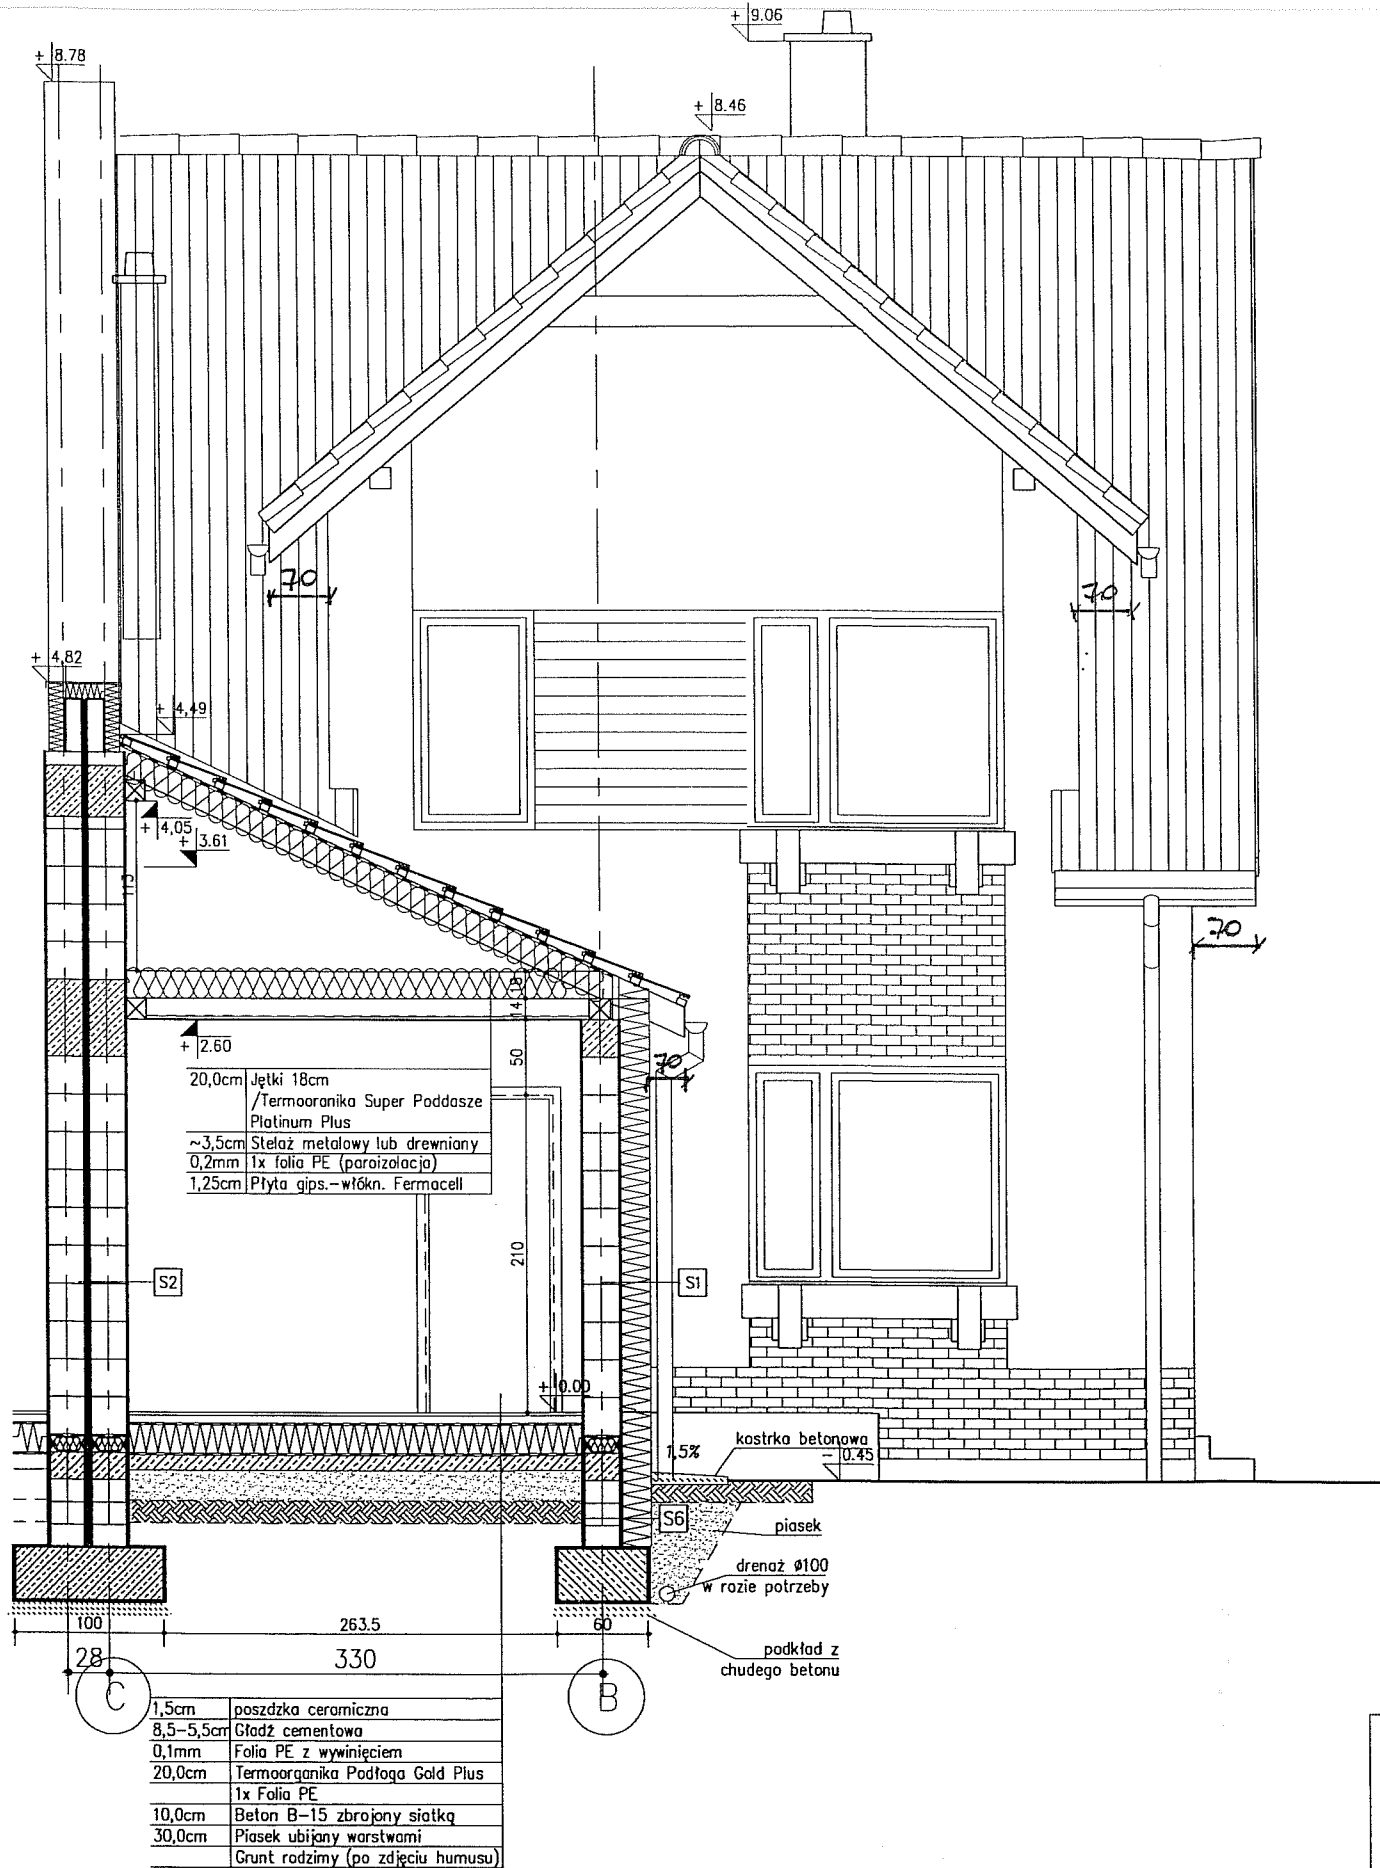 + 9.06
+ 8.78
+ 8.46
70
70
+ 4,82
+ 4,49
+ 4,05
+ 3.61
113
70
18
14
+ 2.60
50
70
20,0cm Jętki 18cm
/Termooranika Super Poddasze
Platinum Plus
~3,5cm Stelaż metalowy lub drewniany
0,2mm 1x folia PE (paroizolacja)
1,25cm Płyta gips.-włókn. Fermacell
210
S2
S1
+ 0.00
kostrka betonowa
1,5%
- 0.45
S6
piasek
drenaż ø100
w razie potrzeby
100
263.5
60
28
330
podkład z
chudego betonu
C
B
1,5cm poszdzka ceramiczna
8,5-5,5cm Gładź cementowa
0,1mm Folia PE z wywinięciem
20,0cm Termoorganika Podłoga Gold Plus
1x Folia PE
10,0cm Beton B-15 zbrojony siatką
30,0cm Piasek ubijany warstwami
Grunt rodzimy (po zdjęciu humusu)